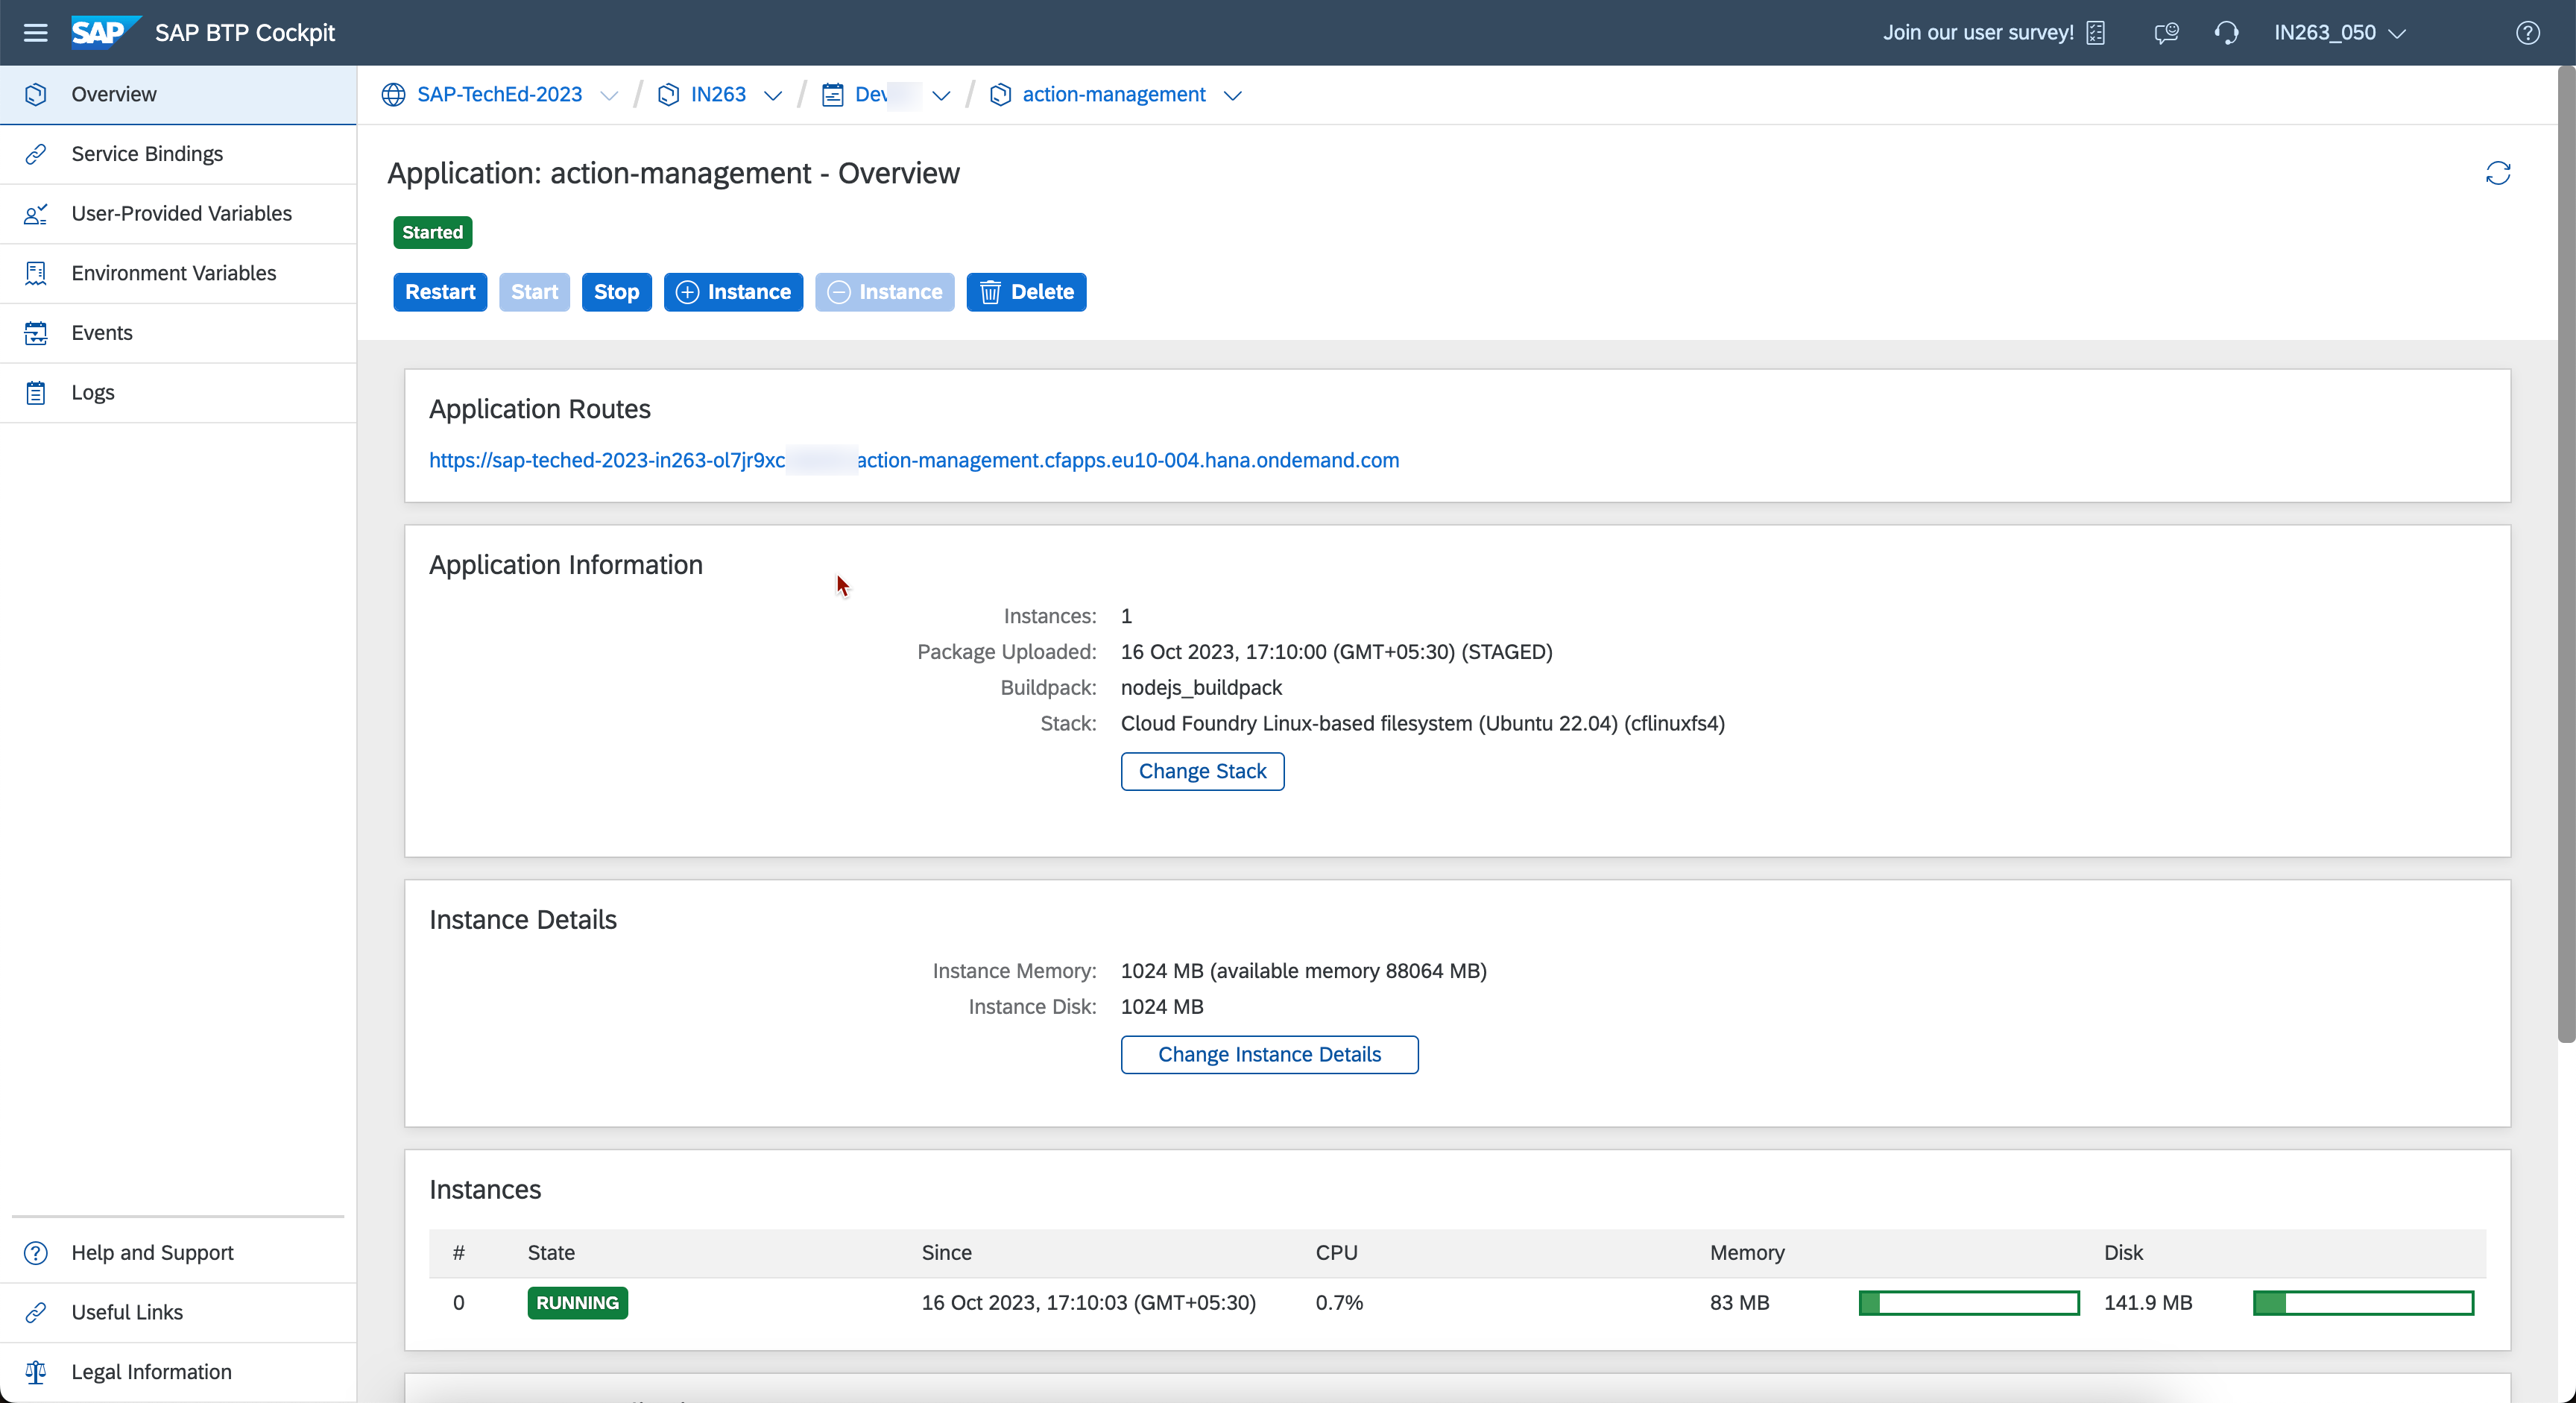 SAP SAP BTP Cockpit
Join our user survey!
IN263_050
Overview
Service Bindings
User-Provided Variables
Environment Variables
Events
Logs
Help and Support
Useful Links
Legal Information
SAP-TechEd-2023 / IN263 / Dev / action-management
Application: action-management - Overview
Started
Restart Start Stop Instance Instance Delete
Application Routes
https://sap-teched-2023-in263-ol7jr9xc action-management.cfapps.eu10-004.hana.ondemand.com
Application Information
Instances: 1
Package Uploaded: 16 Oct 2023, 17:10:00 (GMT+05:30) (STAGED)
Buildpack: nodejs_buildpack
Stack: Cloud Foundry Linux-based filesystem (Ubuntu 22.04) (cflinuxfs4)
Change Stack
Instance Details
Instance Memory: 1024 MB (available memory 88064 MB)
Instance Disk: 1024 MB
Change Instance Details
Instances
# State Since CPU Memory Disk
0 RUNNING 16 Oct 2023, 17:10:03 (GMT+05:30) 0.7% 83 MB 141.9 MB